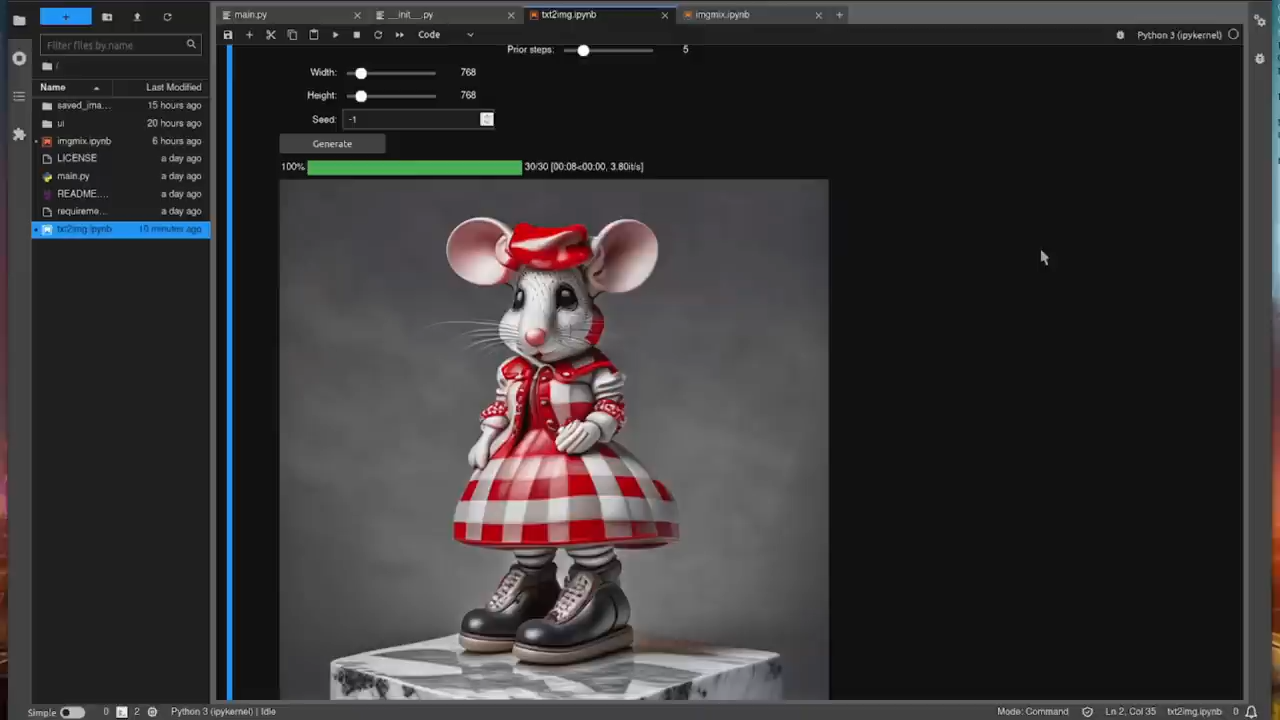 main.py
__init__.py
txt2img.ipynb
imgmix.ipynb
Filter files by name
/
Name
Last Modified
saved_ima...
15 hours ago
ui
20 hours ago
imgmix.ipynb
6 hours ago
LICENSE
a day ago
main.py
a day ago
README....
a day ago
requireme...
a day ago
txt2img.ipynb
10 minutes ago
Code
Python 3 (ipykernel)
Prior steps:
5
Width:
768
Height:
768
Seed:
-1
Generate
100%
30/30 [00:08<00:00, 3.80it/s]
Simple
0
2
Python 3 (ipykernel) | Idle
Mode: Command
Ln 2, Col 35
txt2img.ipynb
0